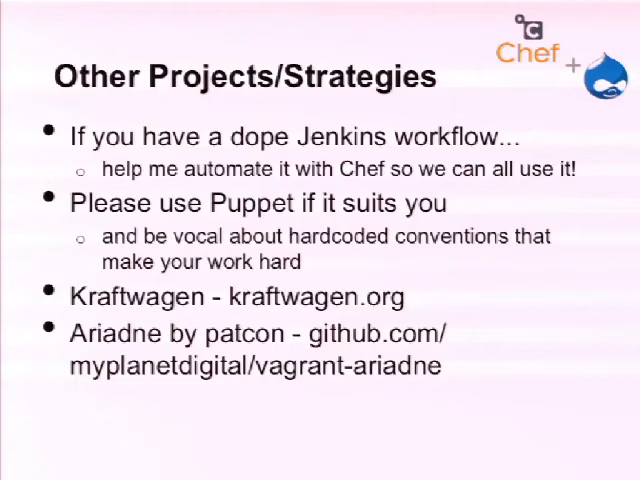 °C
Chef +
Other Projects/Strategies
• If you have a dope Jenkins workflow...
o help me automate it with Chef so we can all use it!
• Please use Puppet if it suits you
o and be vocal about hardcoded conventions that
make your work hard
• Kraftwagen - kraftwagen.org
• Ariadne by patcon - github.com/
myplanetdigital/vagrant-ariadne